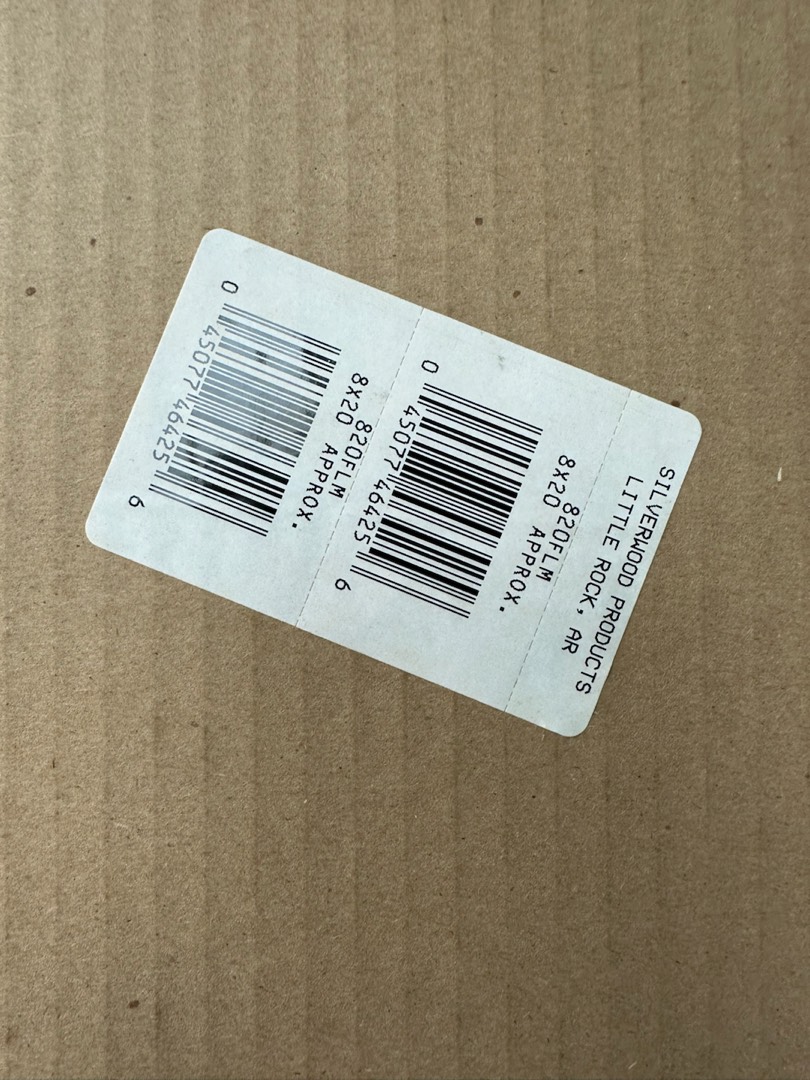 SILVERWOOD PRODUCTS
LITTLE ROCK, AR
820FLM
8X20 APPROX.
0 45077 46425 6
820FLM
8X20 APPROX.
0 45077 46425 6